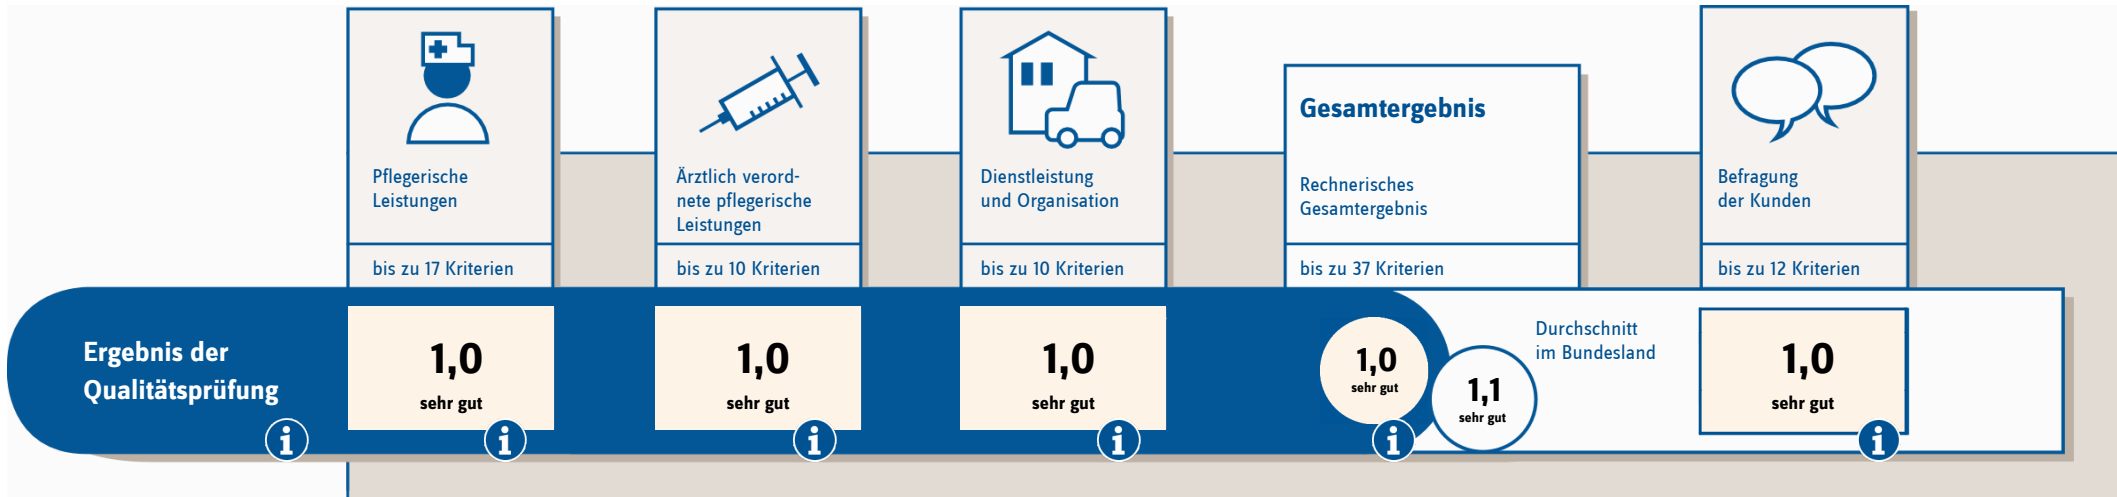 Pflegerische
Leistungen
bis zu 17 Kriterien
Ärztlich verord-
nete pflegerische
Leistungen
bis zu 10 Kriterien
Dienstleistung
und Organisation
bis zu 10 Kriterien
Gesamtergebnis
Rechnerisches
Gesamtergebnis
bis zu 37 Kriterien
Befragung
der Kunden
bis zu 12 Kriterien
Ergebnis der
Qualitätsprüfung
i
1,0
sehr gut
i
1,0
sehr gut
i
1,0
sehr gut
i
1,0
sehr gut
i
1,1
sehr gut
Durchschnitt
im Bundesland
1,0
sehr gut
i